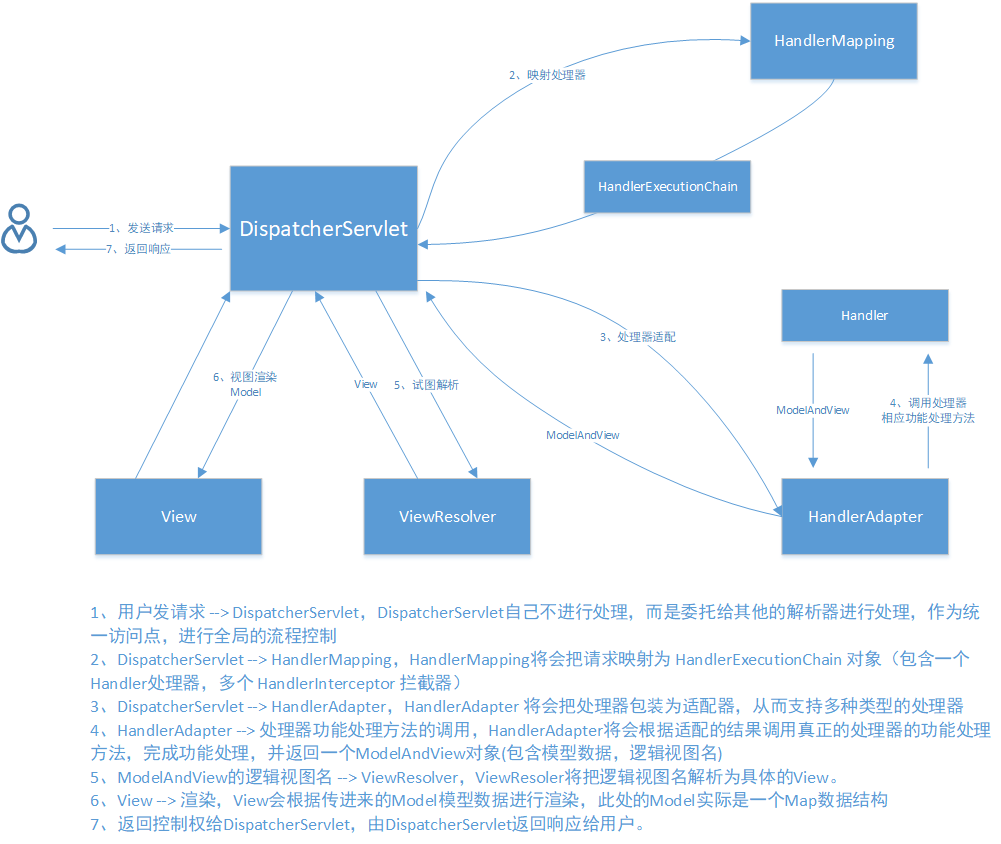 HandlerMapping
2、映射处理器
HandlerExecutionChain
DispatcherServlet
1、发送请求
7、返回响应
Handler
3、处理器适配
6、视图渲染
Model
View
5、试图解析
ModelAndView
4、调用处理器
相应功能处理方法
ModelAndView
View
ViewResolver
HandlerAdapter
1、用户发请求 --> DispatcherServlet，DispatcherServlet自己不进行处理，而是委托给其他的解析器进行处理，作为统
一访问点，进行全局的流程控制
2、DispatcherServlet --> HandlerMapping，HandlerMapping将会把请求映射为 HandlerExecutionChain 对象（包含一个
Handler处理器，多个 HandlerInterceptor 拦截器）
3、DispatcherServlet --> HandlerAdapter，HandlerAdapter 将会把处理器包装为适配器，从而支持多种类型的处理器
4、HandlerAdapter --> 处理器功能处理方法的调用，HandlerAdapter将会根据适配的结果调用真正的处理器的功能处理
方法，完成功能处理，并返回一个ModelAndView对象(包含模型数据，逻辑视图名)
5、ModelAndView的逻辑视图名 --> ViewResolver，ViewResoler将把逻辑视图名解析为具体的View。
6、View --> 渲染，View会根据传进来的Model模型数据进行渲染，此处的Model实际是一个Map数据结构
7、返回控制权给DispatcherServlet，由DispatcherServlet返回响应给用户。